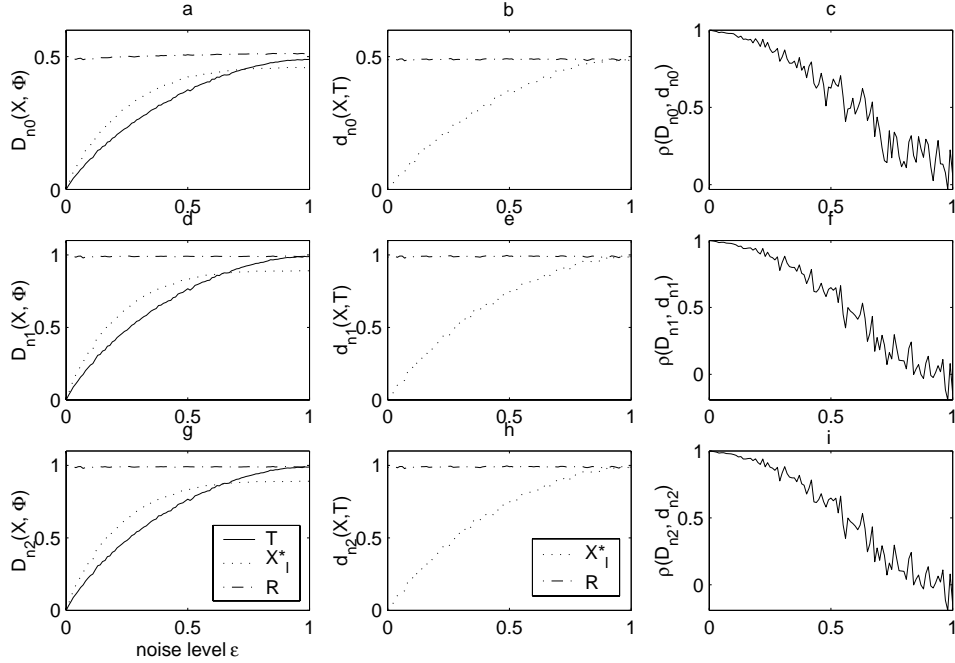 a
D_n0(X, Φ)
0.5
0
0 0.5 1
b
d_n0(X,T)
0.5
0
0 0.5 1
c
ρ(D_n0, d_n0)
1
0.5
0
0 0.5 1
d
D_n1(X, Φ)
1
0.5
0
0 0.5 1
e
d_n1(X,T)
1
0.5
0
0 0.5 1
f
ρ(D_n1, d_n1)
1
0.5
0
0 0.5 1
g
D_n2(X, Φ)
1
0.5
0
0 0.5 1
noise level ε
T
X*_I
R
h
d_n2(X,T)
1
0.5
0
0 0.5 1
X*_I
R
i
ρ(D_n2, d_n2)
1
0.5
0
0 0.5 1